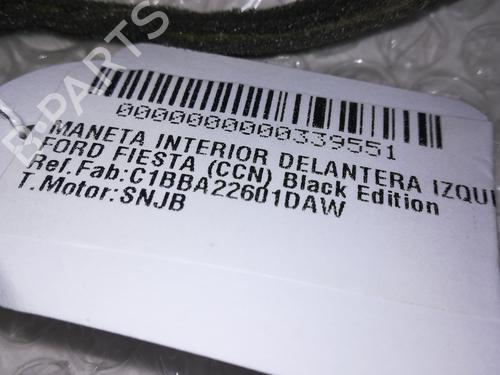 0000000000339551
MANETA INTERIOR DELANTERA IZQUI
FORD FIESTA (CCN) Black Edition
Ref.Fab:C1BBA22601DAW
T.Motor:SNJB
B-PARTS